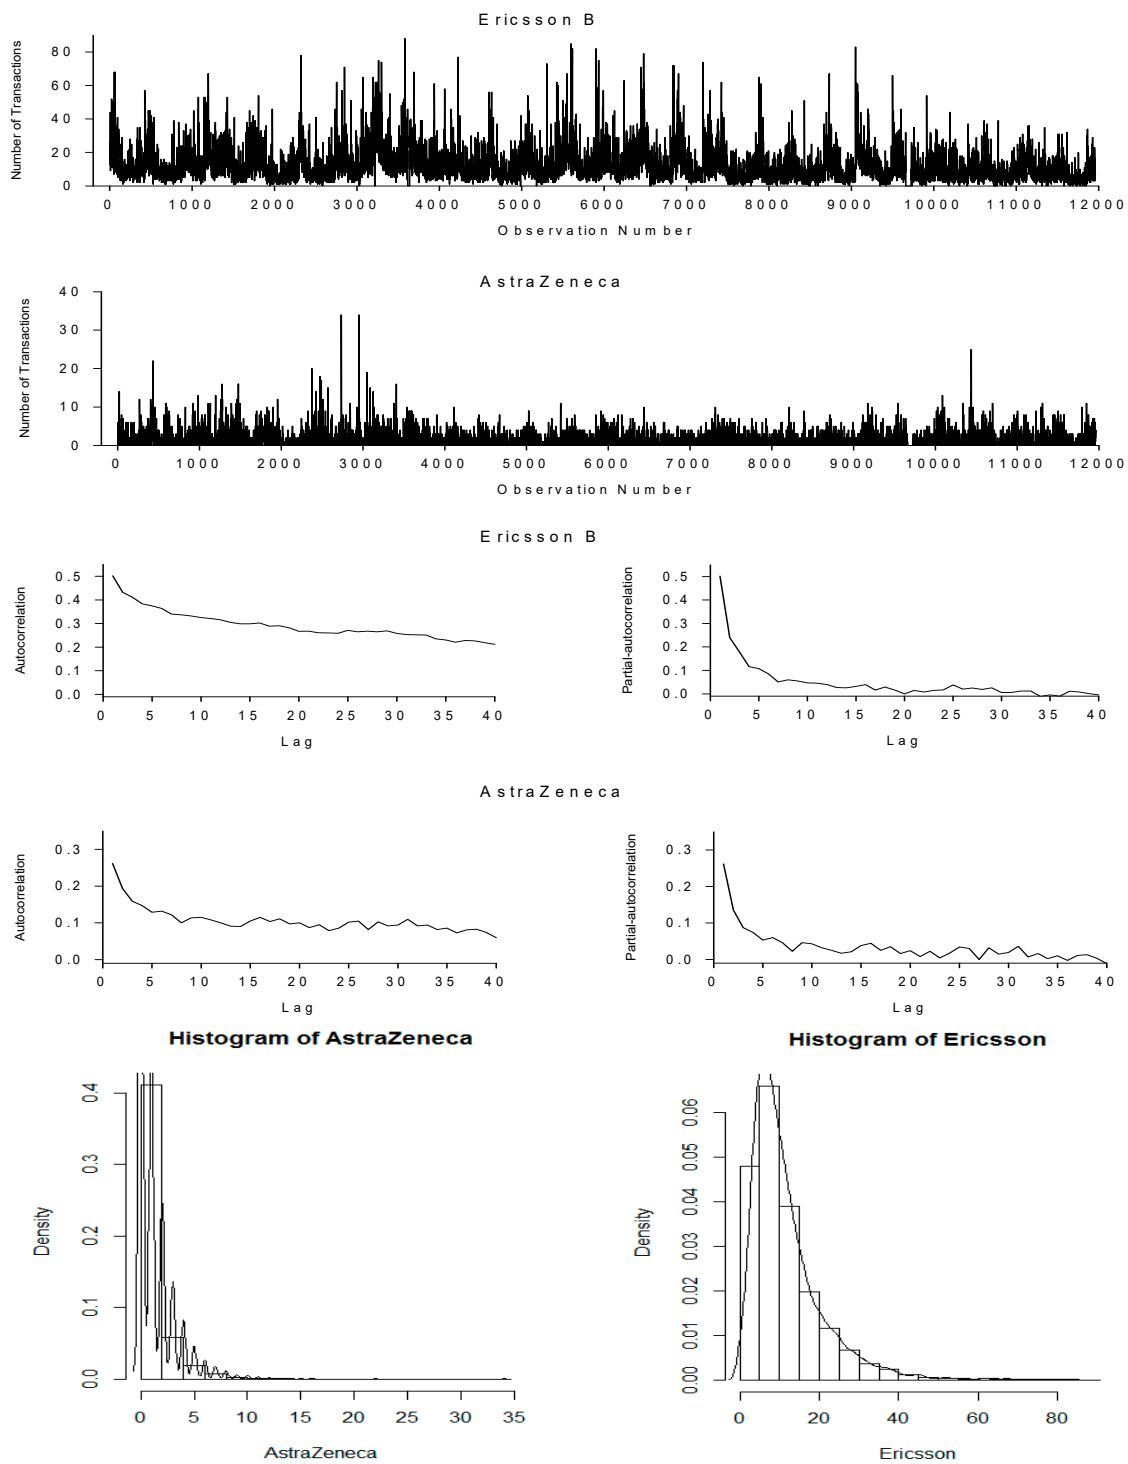 Ericsson B
Number of Transactions
80
60
40
20
0
0 1000 2000 3000 4000 5000 6000 7000 8000 9000 10000 11000 12000
Observation Number
AstraZeneca
Number of Transactions
40
30
20
10
0
0 1000 2000 3000 4000 5000 6000 7000 8000 9000 10000 11000 12000
Observation Number
Ericsson B
Autocorrelation
0.5
0.4
0.3
0.2
0.1
0.0
0 5 10 15 20 25 30 35 40
Lag
Partial-autocorrelation
0.5
0.4
0.3
0.2
0.1
0.0
0 5 10 15 20 25 30 35 40
Lag
AstraZeneca
Autocorrelation
0.3
0.2
0.1
0.0
0 5 10 15 20 25 30 35 40
Lag
Partial-autocorrelation
0.3
0.2
0.1
0.0
0 5 10 15 20 25 30 35 40
Lag
Histogram of AstraZeneca
Density
0.4
0.3
0.2
0.1
0.0
0 5 10 15 20 25 30 35
AstraZeneca
Histogram of Ericsson
Density
0.06
0.05
0.04
0.03
0.02
0.01
0.00
0 20 40 60 80
Ericsson